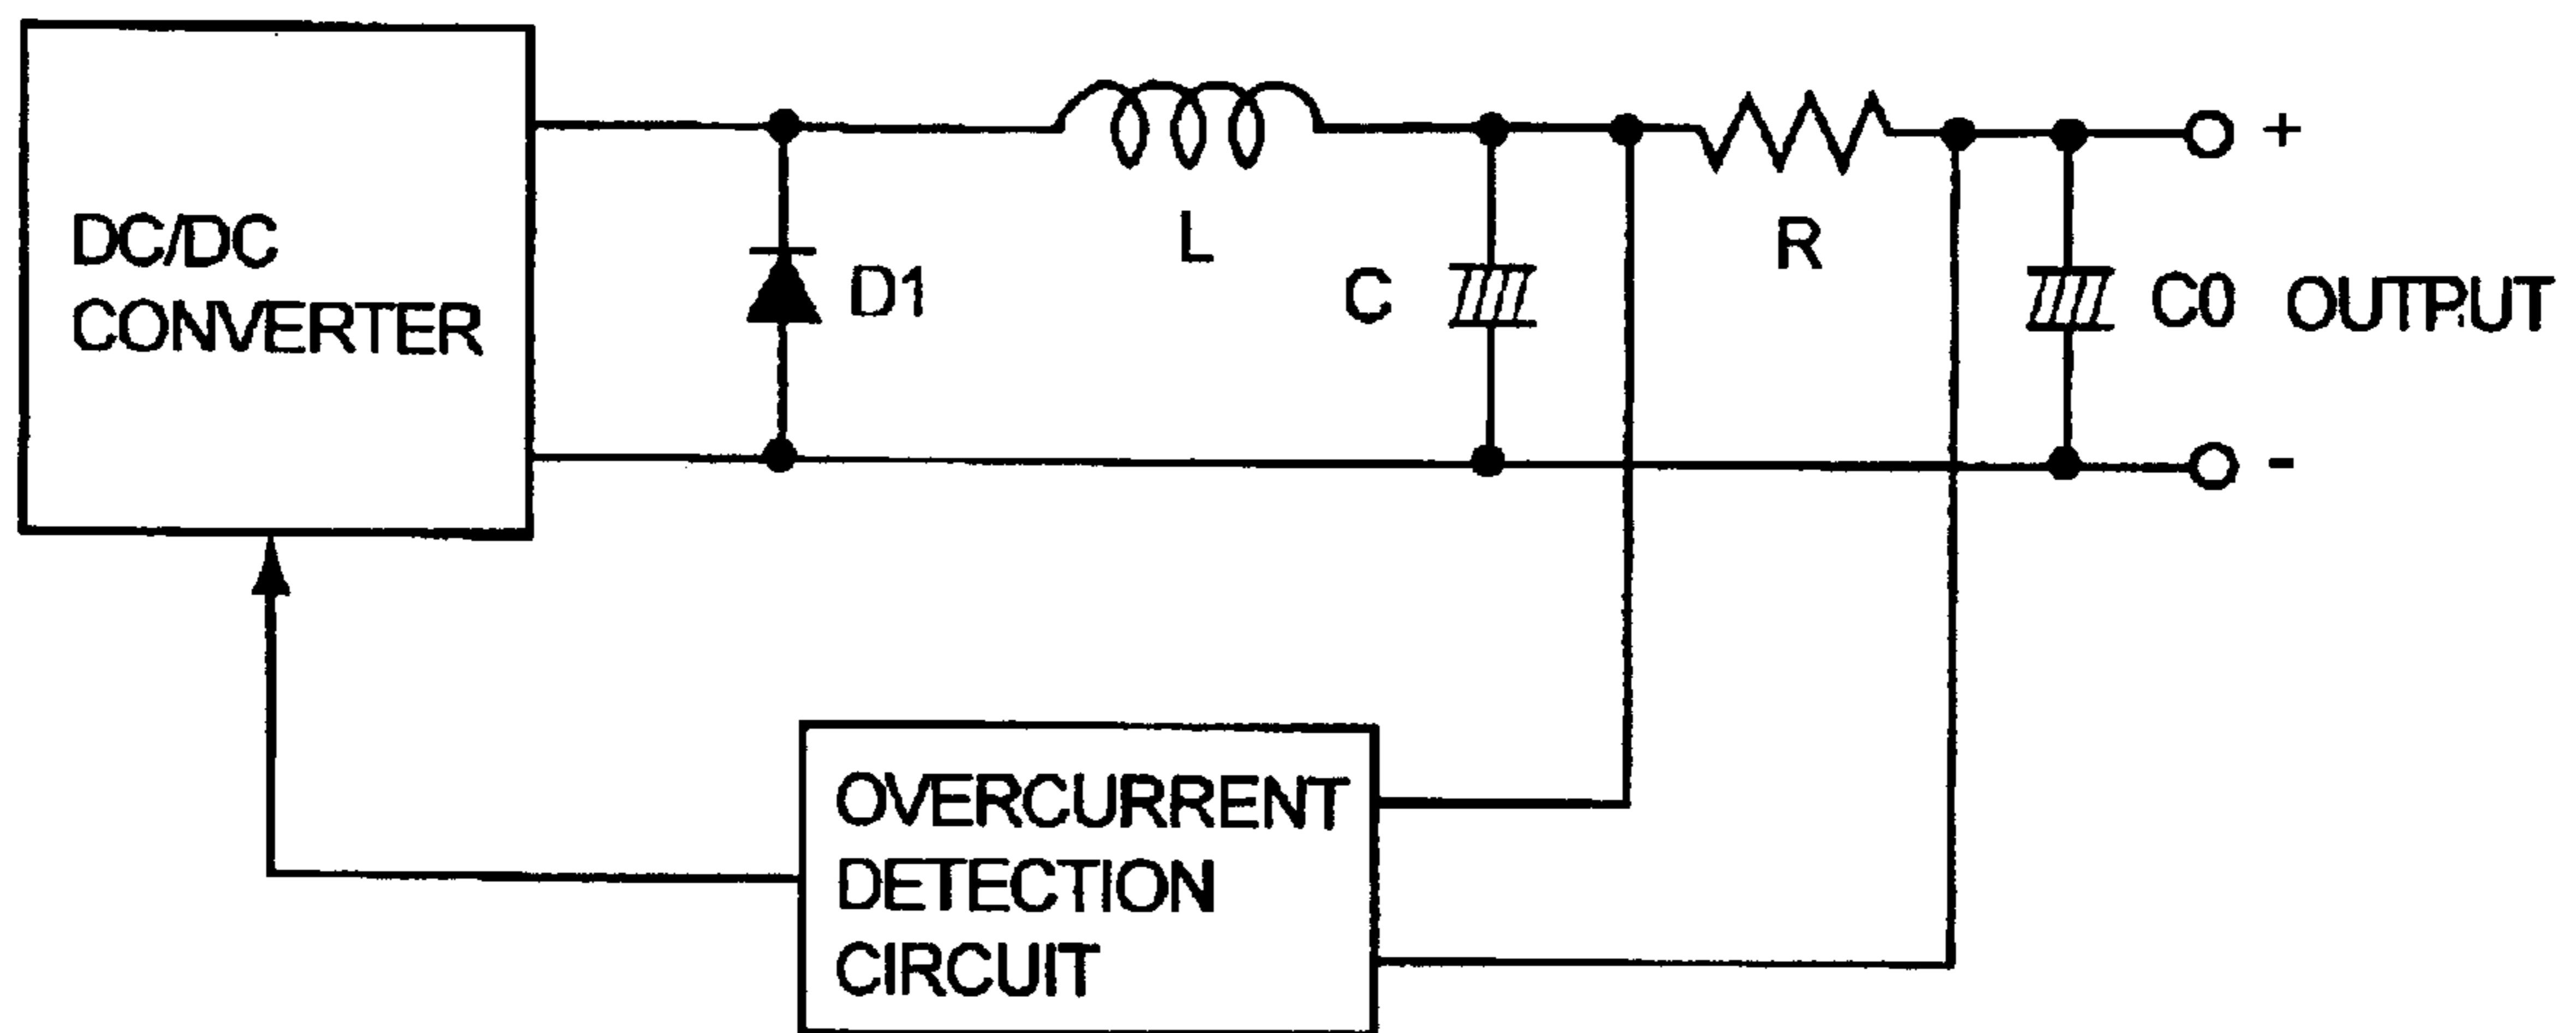 DC/DC
CONVERTER
D1
L
C
R
C0
OUTPUT
+
-
OVERCURRENT
DETECTION
CIRCUIT